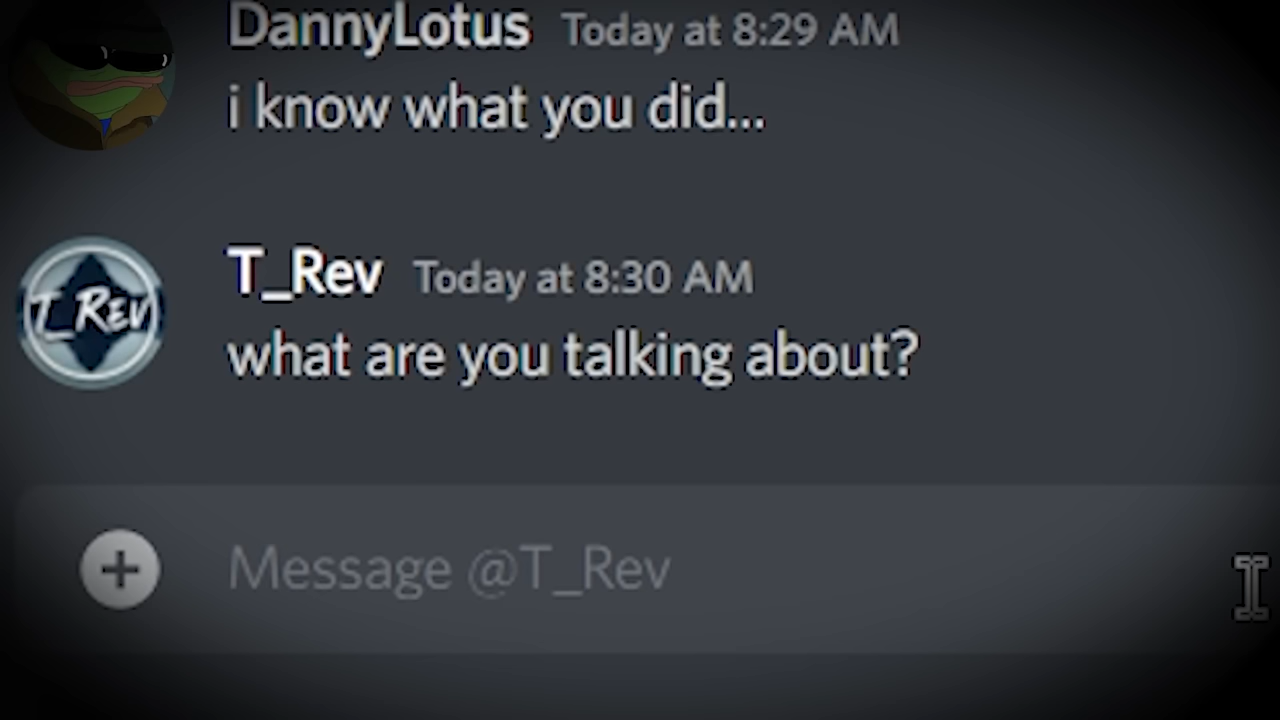 DannyLotus Today at 8:29 AM
i know what you did...
T_Rev Today at 8:30 AM
T_REV
what are you talking about?
Message @T_Rev